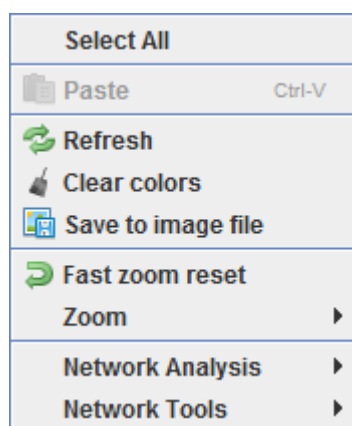 Select All
Paste Ctrl-V
Refresh
Clear colors
Save to image file
Fast zoom reset
Zoom
Network Analysis
Network Tools